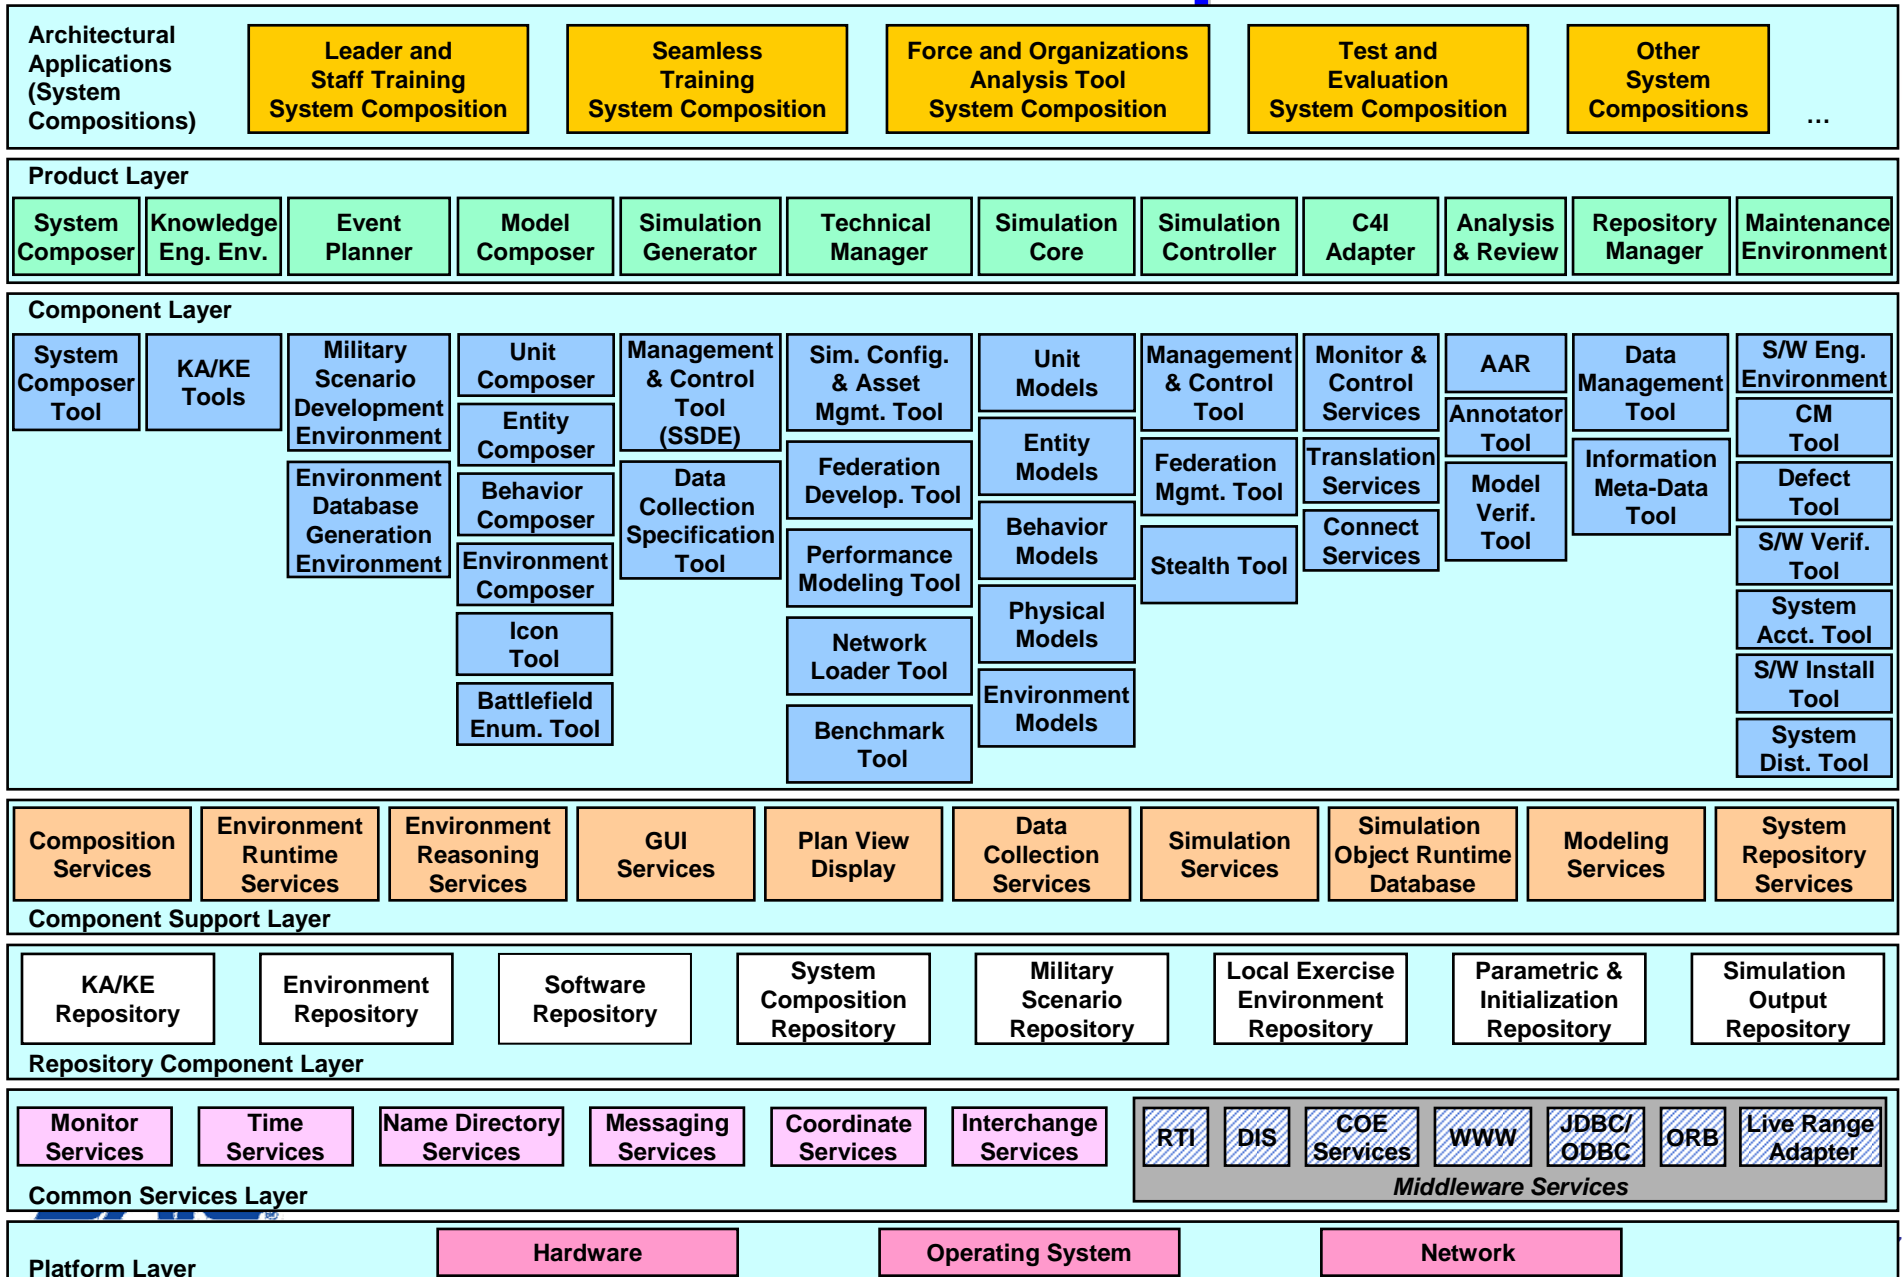 Architectural
Applications
(System
Compositions)
Leader and
Staff Training
System Composition
Seamless
Training
System Composition
Force and Organizations
Analysis Tool
System Composition
Test and
Evaluation
System Composition
Other
System
Compositions
...
Product Layer
System
Composer
Knowledge
Eng. Env.
Event
Planner
Model
Composer
Simulation
Generator
Technical
Manager
Simulation
Core
Simulation
Controller
C4I
Adapter
Analysis
& Review
Repository
Manager
Maintenance
Environment
Component Layer
System
Composer
Tool
KA/KE
Tools
Military
Scenario
Development
Environment
Environment
Database
Generation
Environment
Unit
Composer
Entity
Composer
Behavior
Composer
Environment
Composer
Icon
Tool
Battlefield
Enum. Tool
Management
& Control
Tool
(SSDE)
Data
Collection
Specification
Tool
Sim. Config.
& Asset
Mgmt. Tool
Federation
Develop. Tool
Performance
Modeling Tool
Network
Loader Tool
Benchmark
Tool
Unit
Models
Entity
Models
Behavior
Models
Physical
Models
Environment
Models
Management
& Control
Tool
Federation
Mgmt. Tool
Stealth Tool
Monitor &
Control
Services
Translation
Services
Connect
Services
AAR
Annotator
Tool
Model
Verif.
Tool
Data
Management
Tool
Information
Meta-Data
Tool
S/W Eng.
Environment
CM
Tool
Defect
Tool
S/W Verif.
Tool
System
Acct. Tool
S/W Install
Tool
System
Dist. Tool
Composition
Services
Environment
Runtime
Services
Environment
Reasoning
Services
GUI
Services
Plan View
Display
Data
Collection
Services
Simulation
Services
Simulation
Object Runtime
Database
Modeling
Services
System
Repository
Services
Component Support Layer
KA/KE
Repository
Environment
Repository
Software
Repository
System
Composition
Repository
Military
Scenario
Repository
Local Exercise
Environment
Repository
Parametric &
Initialization
Repository
Simulation
Output
Repository
Repository Component Layer
Monitor
Services
Time
Services
Name Directory
Services
Messaging
Services
Coordinate
Services
Interchange
Services
RTI
DIS
COE
Services
WWW
JDBC/
ODBC
ORB
Live Range
Adapter
Middleware Services
Common Services Layer
Hardware
Operating System
Network
Platform Layer